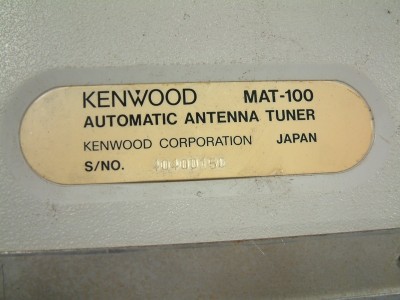 KENWOOD MAT-100
AUTOMATIC ANTENNA TUNER
KENWOOD CORPORATION JAPAN
S/NO.